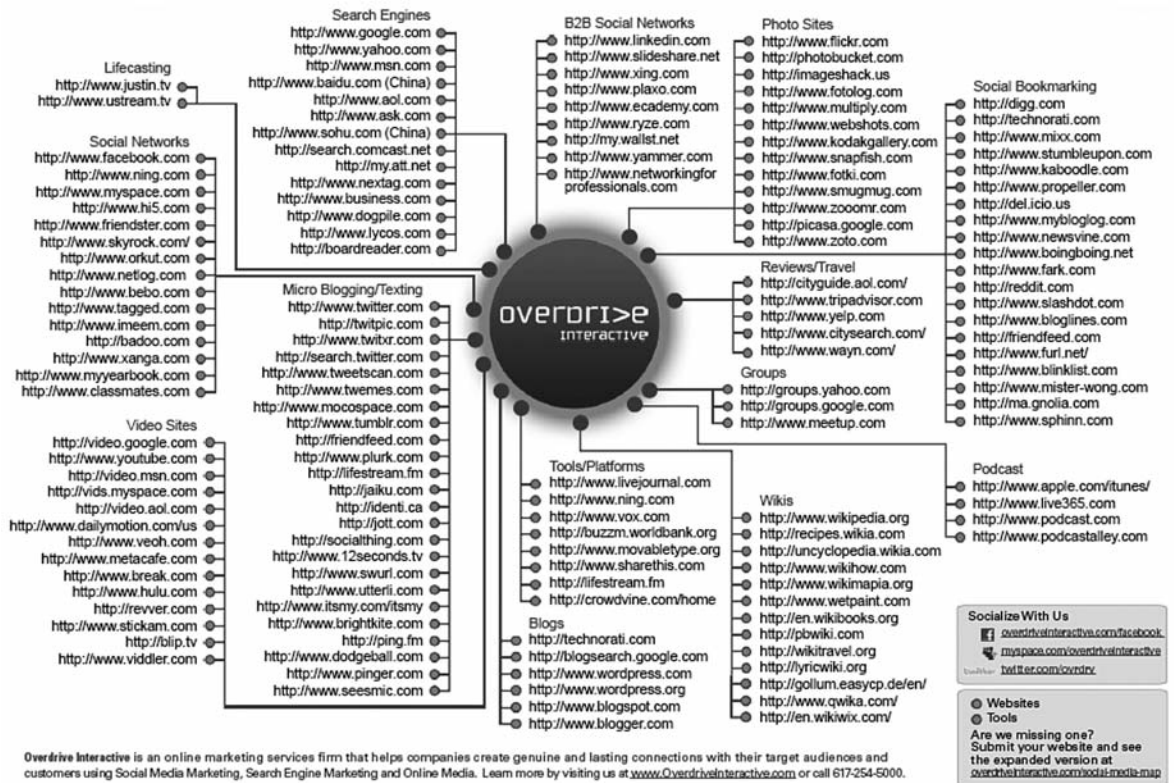 Search Engines
http://www.google.com
http://www.yahoo.com
http://www.msn.com
http://www.baidu.com (China)
http://www.aol.com
http://www.ask.com
http://www.sohu.com (China)
http://search.comcast.net
http://my.att.net
http://www.nextag.com
http://www.business.com
http://www.dogpile.com
http://www.lycos.com
http://boardreader.com
Lifecasting
http://www.justin.tv
http://www.ustream.tv
Social Networks
http://www.facebook.com
http://www.ning.com
http://www.myspace.com
http://www.hi5.com
http://www.friendster.com
http://www.skyrock.com/
http://www.orkut.com
http://www.netlog.com
http://www.bebo.com
http://www.tagged.com
http://www.imeem.com
http://badoo.com
http://www.xanga.com
http://www.myyearbook.com
http://www.classmates.com
Video Sites
http://video.google.com
http://www.youtube.com
http://video.msn.com
http://vids.myspace.com
http://video.aol.com
http://www.dailymotion.com/us
http://www.veoh.com
http://www.metacafe.com
http://www.break.com
http://www.hulu.com
http://revver.com
http://www.stickam.com
http://blip.tv
http://www.viddler.com
Micro Blogging/Texting
http://www.twitter.com
http://twitpic.com
http://www.twitxr.com
http://search.twitter.com
http://www.tweetscan.com
http://www.twemes.com
http://www.mocospace.com
http://www.tumblr.com
http://friendfeed.com
http://www.plurk.com
http://lifestream.fm
http://jaiku.com
http://identi.ca
http://jott.com
http://socialthing.com
http://www.12seconds.tv
http://www.swurl.com
http://www.utterli.com
http://www.itsmy.com/itsmy
http://www.brightkite.com
http://ping.fm
http://www.dodgeball.com
http://www.pinger.com
http://www.seesmic.com
B2B Social Networks
http://www.linkedin.com
http://www.slideshare.net
http://www.xing.com
http://www.plaxo.com
http://www.ecademy.com
http://www.ryze.com
http://my.wallst.net
http://www.yammer.com
http://www.networkingfor
professionals.com
Photo Sites
http://www.flickr.com
http://photobucket.com
http://imageshack.us
http://www.fotolog.com
http://www.multiply.com
http://www.webshots.com
http://www.kodakgallery.com
http://www.snapfish.com
http://www.fotki.com
http://www.smugmug.com
http://www.zooomr.com
http://picasa.google.com
http://www.zoto.com
Social Bookmarking
http://digg.com
http://technorati.com
http://www.mixx.com
http://www.stumbleupon.com
http://www.kaboodle.com
http://www.propeller.com
http://del.icio.us
http://www.mybloglog.com
http://www.newsvine.com
http://www.boingboing.net
http://www.fark.com
http://reddit.com
http://www.slashdot.com
http://www.bloglines.com
http://friendfeed.com
http://www.furl.net/
http://www.blinklist.com
http://www.mister-wong.com
http://ma.gnolia.com
http://www.sphinn.com
overdrive
interactive
Reviews/Travel
http://cityguide.aol.com/
http://www.tripadvisor.com
http://www.yelp.com
http://www.citysearch.com/
http://www.wayn.com/
Groups
http://groups.yahoo.com
http://groups.google.com
http://www.meetup.com
Tools/Platforms
http://www.livejournal.com
http://www.ning.com
http://www.vox.com
http://buzzm.worldbank.org
http://www.movabletype.org
http://www.sharethis.com
http://lifestream.fm
http://crowdvine.com/home
Blogs
http://technorati.com
http://blogsearch.google.com
http://www.wordpress.com
http://www.wordpress.org
http://www.blogspot.com
http://www.blogger.com
Wikis
http://www.wikipedia.org
http://recipes.wikia.com
http://uncyclopedia.wikia.com
http://www.wikihow.com
http://www.wikimapia.org
http://www.wetpaint.com
http://en.wikibooks.org
http://pbwiki.com
http://wikitravel.org
http://lyricwiki.org
http://gollum.easycp.de/en/
http://www.qwika.com/
http://en.wikiwix.com/
Podcast
http://www.apple.com/itunes/
http://www.live365.com
http://www.podcast.com
http://www.podcastalley.com
Socialize With Us
overdriveinteractive.com/facebook
myspace.com/overdriveinteractive
twitter twitter.com/overdrv
Websites
Tools
Are we missing one?
Submit your website and see
the expanded version at
overdriveinteractive.com/social-media-map
Overdrive Interactive is an online marketing services firm that helps companies create genuine and lasting connections with their target audiences and
customers using Social Media Marketing, Search Engine Marketing and Online Media. Learn more by visiting us at www.OverdriveInteractive.com or call 617-254-5000.